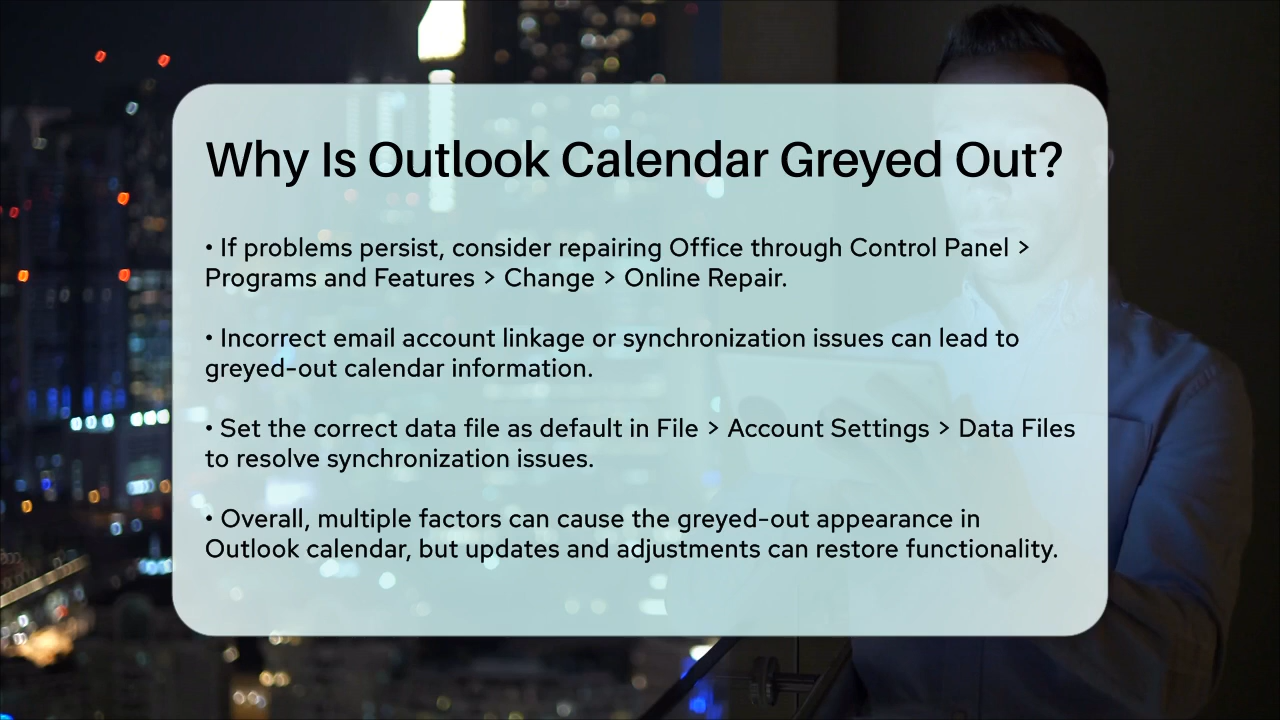 Why Is Outlook Calendar Greyed Out?
• If problems persist, consider repairing Office through Control Panel >
Programs and Features > Change > Online Repair.
• Incorrect email account linkage or synchronization issues can lead to
greyed-out calendar information.
• Set the correct data file as default in File > Account Settings > Data Files
to resolve synchronization issues.
• Overall, multiple factors can cause the greyed-out appearance in
Outlook calendar, but updates and adjustments can restore functionality.